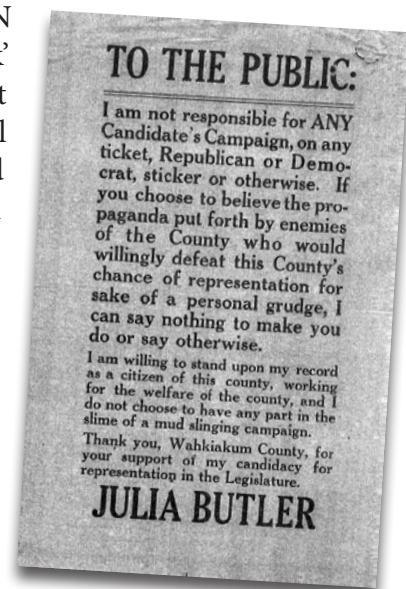 N
TO THE PUBLIC:
I am not responsible for ANY
Candidate's Campaign, on any
ticket, Republican or Demo-
crat, sticker or otherwise. If
you choose to believe the pro-
paganda put forth by enemies
of the County who would
willingly defeat this County's
chance of representation for
sake of a personal grudge, I
can say nothing to make you
do or say otherwise.
I am willing to stand upon my record
as a citizen of this county, working
for the welfare of the county, and I
do not choose to have any part in the
slime of a mud slinging campaign.
Thank you, Wahkiakum County, for
your support of my candidacy for
representation in the Legislature.
JULIA BUTLER